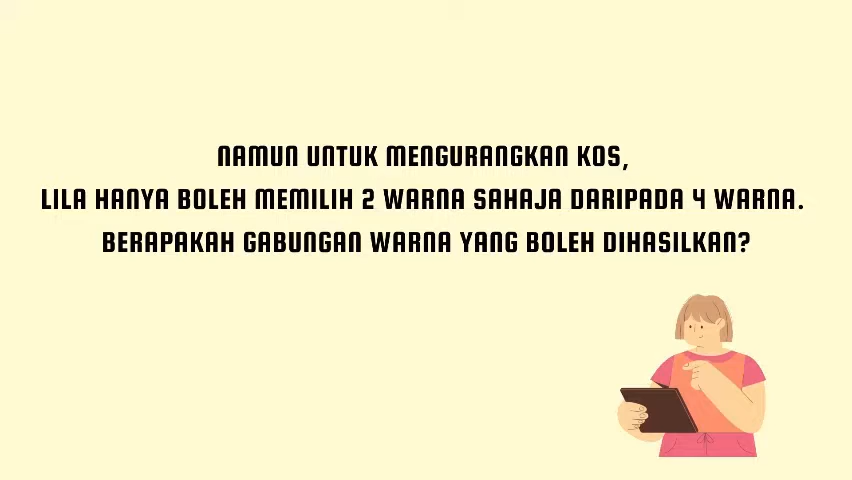 NAMUN UNTUK MENGURANGKAN KOS,
LILA HANYA BOLEH MEMILIH 2 WARNA SAHAJA DARIPADA 4 WARNA.
BERAPAKAH GABUNGAN WARNA YANG BOLEH DIHASILKAN?